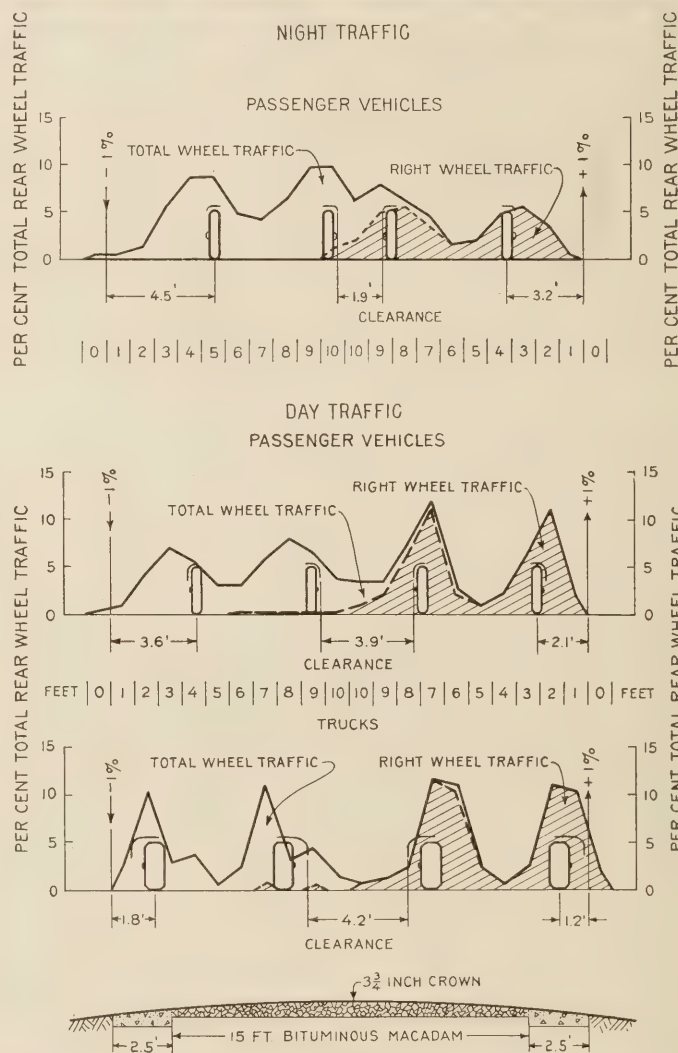 NIGHT TRAFFIC
PASSENGER VEHICLES
PER CENT TOTAL REAR WHEEL TRAFFIC
15
10
5
0
-1%
TOTAL WHEEL TRAFFIC
RIGHT WHEEL TRAFFIC
+1%
15
10
5
0
PER CENT TOTAL REAR WHEEL TRAFFIC
4.5'
1.9'
3.2'
CLEARANCE
0 1 2 3 4 5 6 7 8 9 10 10 9 8 7 6 5 4 3 2 1 0
DAY TRAFFIC
PASSENGER VEHICLES
PER CENT TOTAL REAR WHEEL TRAFFIC
15
10
5
0
-1%
TOTAL WHEEL TRAFFIC
RIGHT WHEEL TRAFFIC
+1%
15
10
5
0
PER CENT TOTAL REAR WHEEL TRAFFIC
3.6'
3.9'
2.1'
CLEARANCE
FEET 0 1 2 3 4 5 6 7 8 9 10 10 9 8 7 6 5 4 3 2 1 0 FEET
TRUCKS
15
10
5
0
-1%
TOTAL WHEEL TRAFFIC
RIGHT WHEEL TRAFFIC
+1%
15
10
5
0
1.8'
4.2'
1.2'
CLEARANCE
3 3/4 INCH CROWN
2.5'
15 FT. BITUMINOUS MACADAM
2.5'